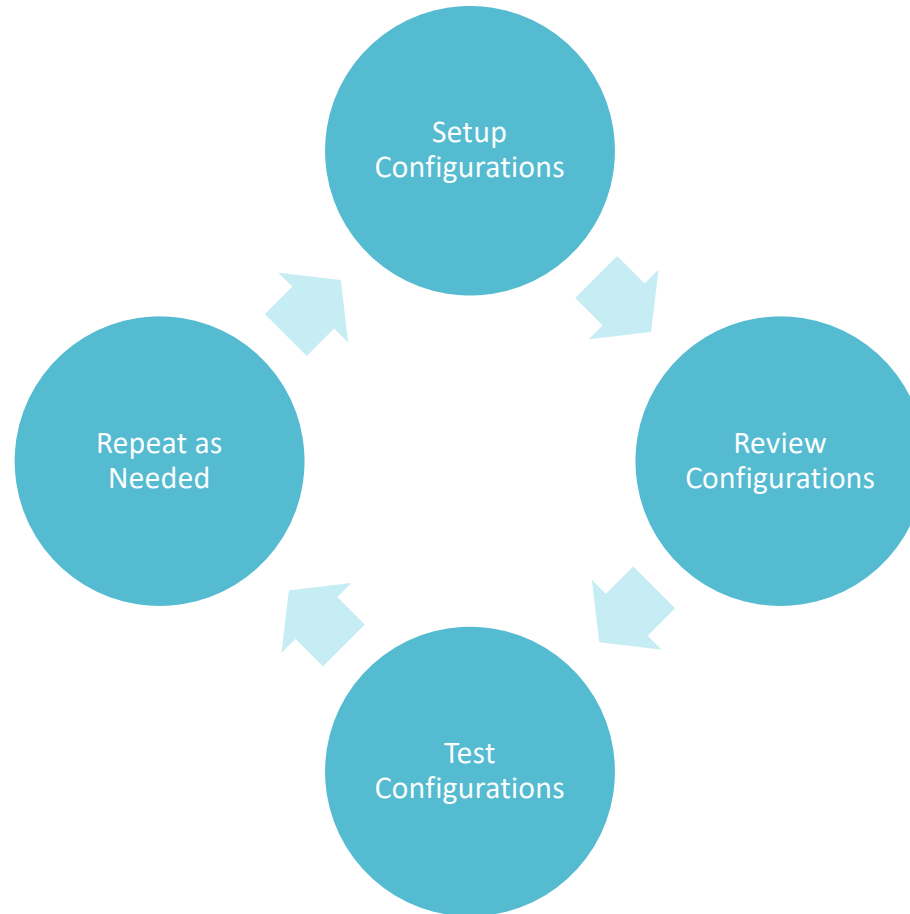 Setup
Configurations
Review
Configurations
Test
Configurations
Repeat as
Needed